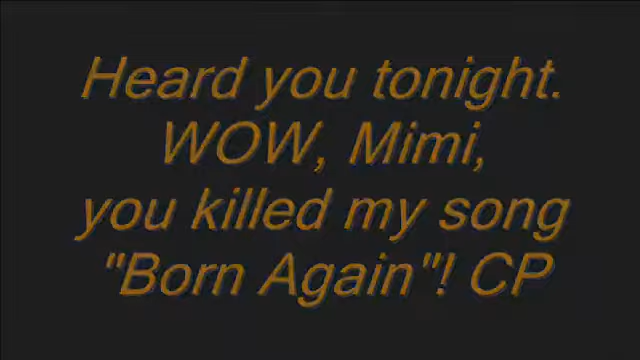 Heard you tonight.
WOW, Mimi,
you killed my song
"Born Again"! CP